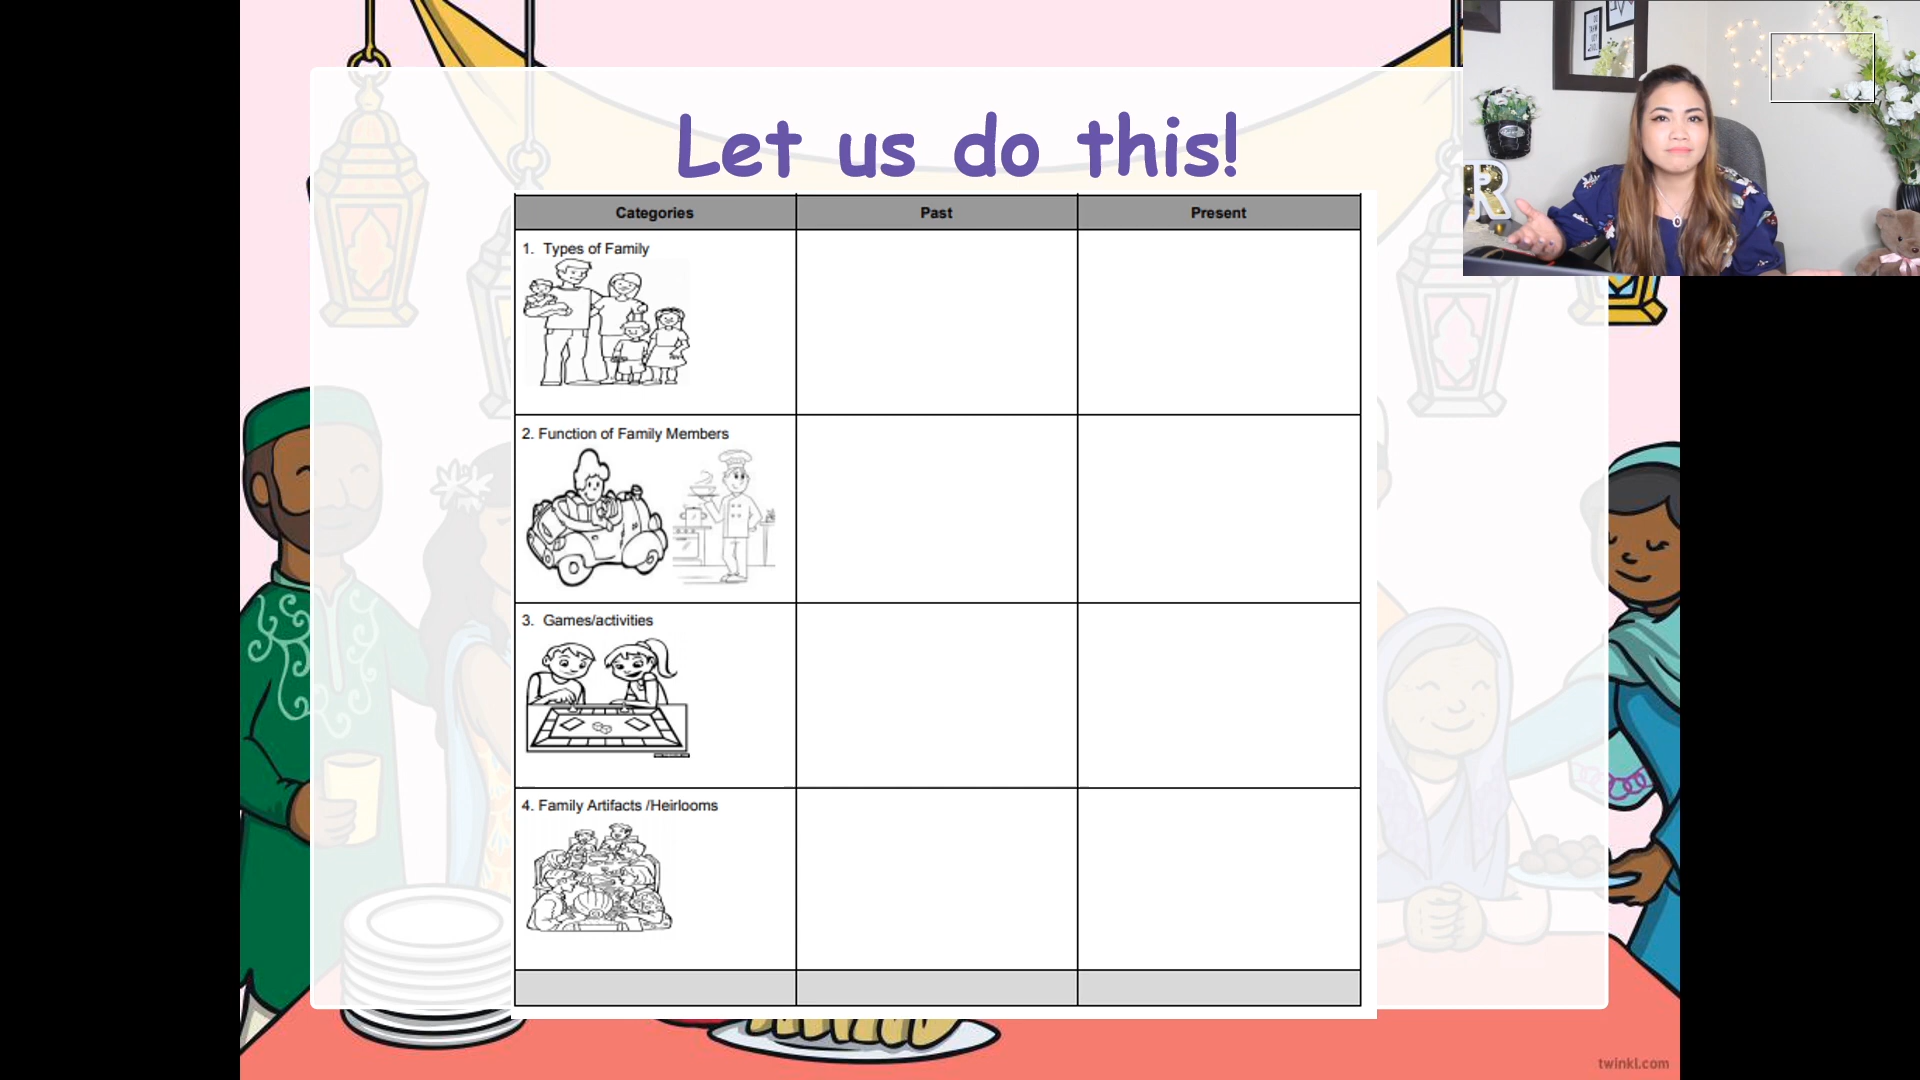 Let us do this!
Categories Past Present
1. Types of Family
2. Function of Family Members
3. Games/activities
4. Family Artifacts /Heirlooms
R
twinkl.com